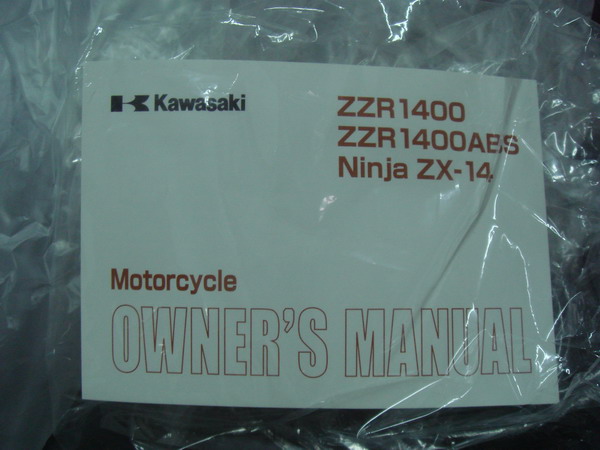 Kawasaki
ZZR1400
ZZR1400ABS
Ninja ZX-14
Motorcycle
OWNER'S MANUAL